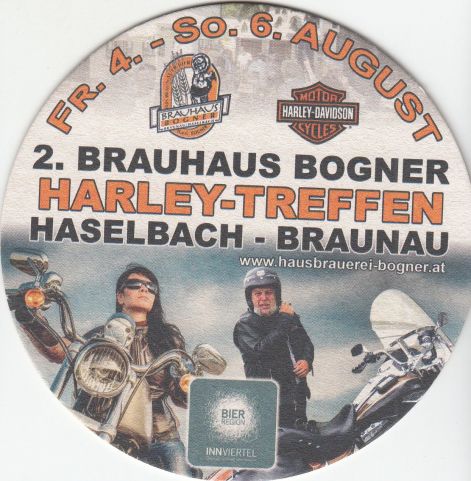 FR. 4. - SO. 6. AUGUST
BRAUHAUS
BOGNER
MOTOR
HARLEY-DAVIDSON
CYCLES
2. BRAUHAUS BOGNER
HARLEY-TREFFEN
HASELBACH - BRAUNAU
www.hausbrauerei-bogner.at
BIER
REGION
INNVIERTEL